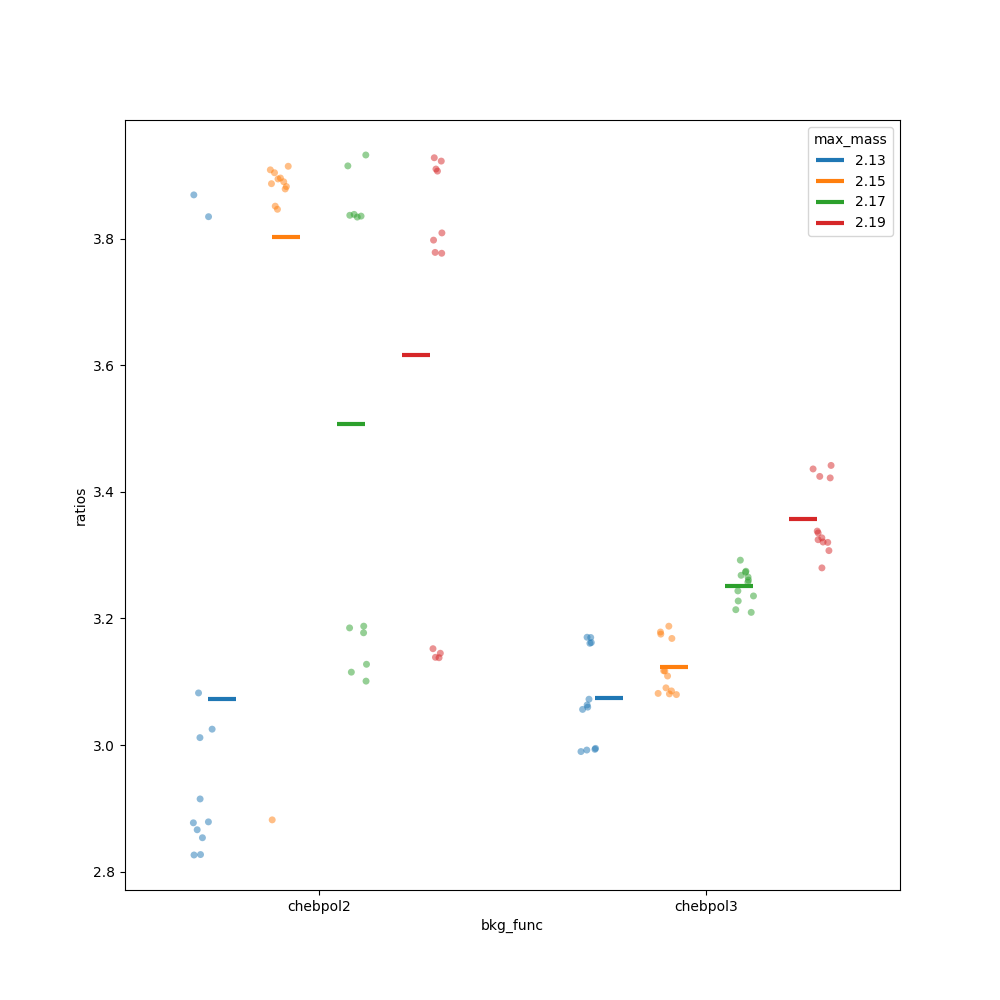 max_mass
2.13
2.15
2.17
2.19
3.8
3.6
3.4
3.2
3.0
2.8
ratios
chebpol2
chebpol3
bkg_func